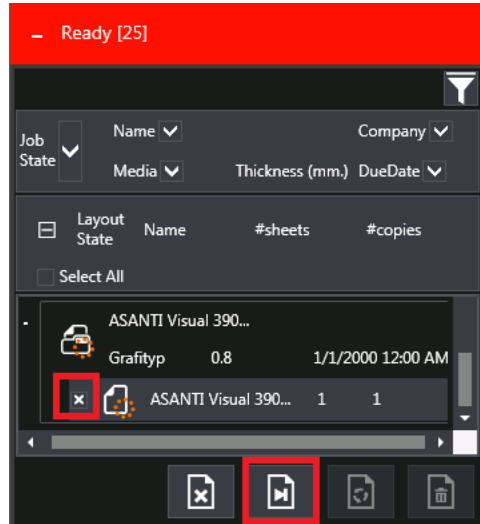 Ready [25]
Job State
Name
Company
Media
Thickness (mm.)
DueDate
Layout State
Name
#sheets
#copies
Select All
ASANTI Visual 390...
Grafityp 0.8 1/1/2000 12:00 AM
ASANTI Visual 390... 1 1